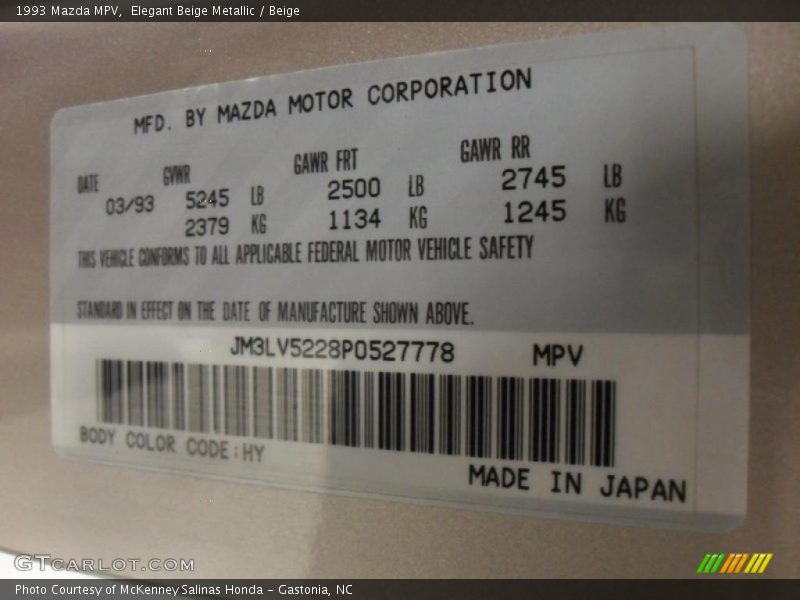 1993 Mazda MPV, Elegant Beige Metallic / Beige
MFD. BY MAZDA MOTOR CORPORATION
DATE GVWR GAWR FRT GAWR RR
03/93 5245 LB 2500 LB 2745 LB
2379 KG 1134 KG 1245 KG
THIS VEHICLE CONFORMS TO ALL APPLICABLE FEDERAL MOTOR VEHICLE SAFETY
STANDARD IN EFFECT ON THE DATE OF MANUFACTURE SHOWN ABOVE.
JM3LV5228P0527778 MPV
BODY COLOR CODE:HY
MADE IN JAPAN
GTCARLOT.COM
Photo Courtesy of McKenney Salinas Honda - Gastonia, NC